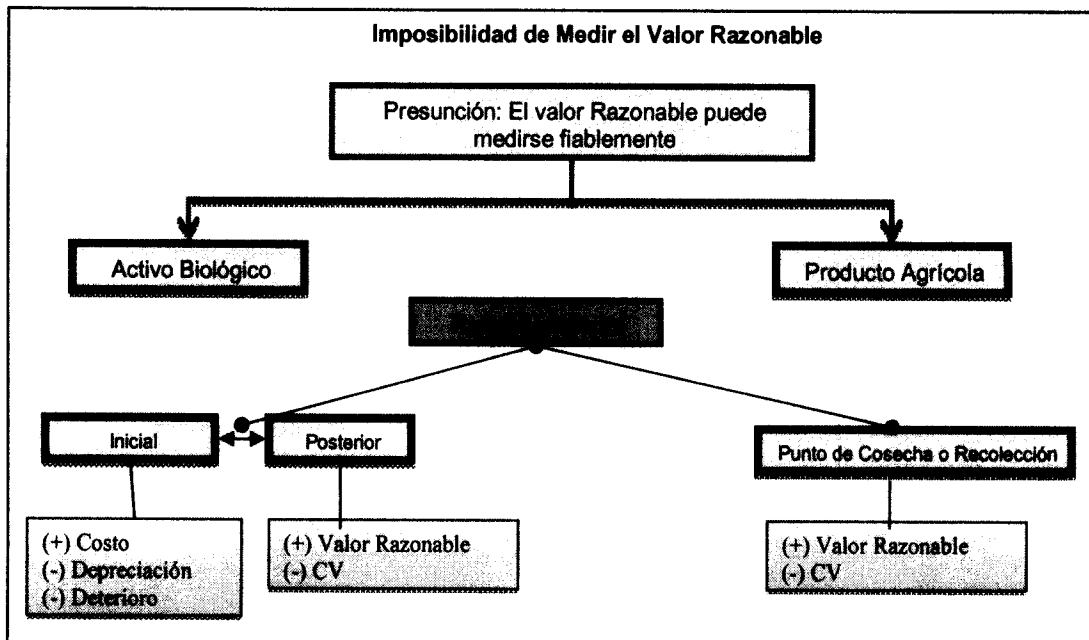 Imposibilidad de Medir el Valor Razonable
Presunción: El valor Razonable puede
medirse fiablemente
Activo Biológico
Producto Agrícola
Inicial
Posterior
Punto de Cosecha o Recolección
(+) Costo
(-) Depreciación
(-) Deterioro
(+) Valor Razonable
(-) CV
(+) Valor Razonable
(-) CV